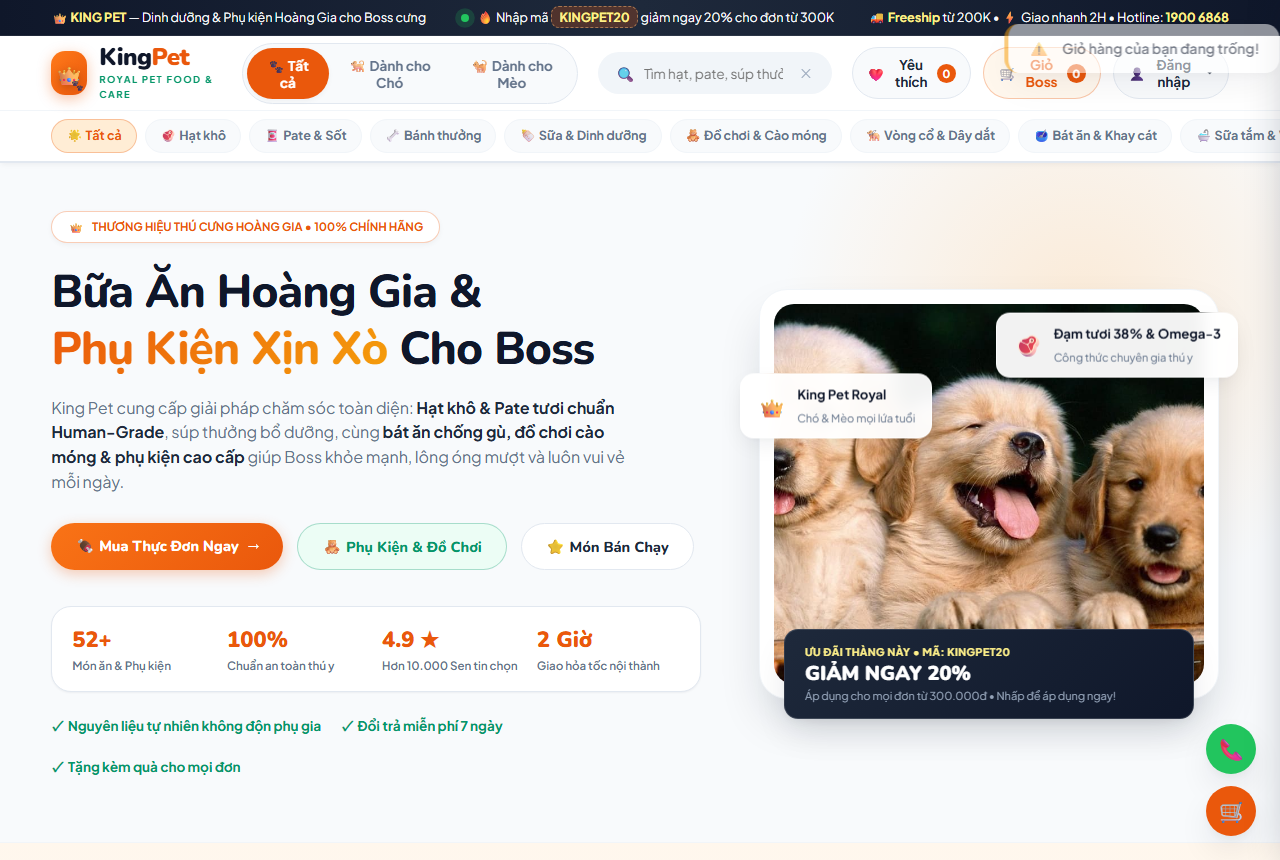 KING PET — Dinh dưỡng & Phụ kiện Hoàng Gia cho Boss cưng
Nhập mã KINGPET20 giảm ngay 20% cho đơn từ 300K
Freeship từ 200K • Giao nhanh 2H • Hotline: 1900 6868
Giỏ hàng của bạn đang trống!
KingPet
ROYAL PET FOOD &
CARE
Tất
cả
Dành cho
Chó
Dành cho
Mèo
Tìm hạt, pate, súp thư
Yêu
thích
0
Giỏ
Boss
0
Đăng
nhập
Tất cả
Hạt khô
Pate & Sốt
Bánh thưởng
Sữa & Dinh dưỡng
Đồ chơi & Cào móng
Vòng cổ & Dây dắt
Bát ăn & Khay cát
Sữa tắm &
THƯƠNG HIỆU THÚ CƯNG HOÀNG GIA • 100% CHÍNH HÃNG
Bữa Ăn Hoàng Gia &
Phụ Kiện Xịn Xò Cho Boss
King Pet cung cấp giải pháp chăm sóc toàn diện: Hạt khô & Pate tươi chuẩn
Human-Grade, súp thưởng bổ dưỡng, cùng bát ăn chống gù, đồ chơi cào
móng & phụ kiện cao cấp giúp Boss khỏe mạnh, lông óng mượt và luôn vui vẻ
mỗi ngày.
Mua Thực Đơn Ngay →
Phụ Kiện & Đồ Chơi
Món Bán Chạy
52+
Món ăn & Phụ kiện
100%
Chuẩn an toàn thú y
4.9 ★
Hơn 10.000 Sen tin chọn
2 Giờ
Giao hỏa tốc nội thành
✓ Nguyên liệu tự nhiên không độn phụ gia
✓ Đổi trả miễn phí 7 ngày
✓ Tặng kèm quà cho mọi đơn
Đạm tươi 38% & Omega-3
Công thức chuyên gia thú y
King Pet Royal
Chó & Mèo mọi lứa tuổi
ƯU ĐÃI THÁNG NÀY • MÃ: KINGPET20
GIẢM NGAY 20%
Áp dụng cho mọi đơn từ 300.000đ • Nhấp để áp dụng ngay!